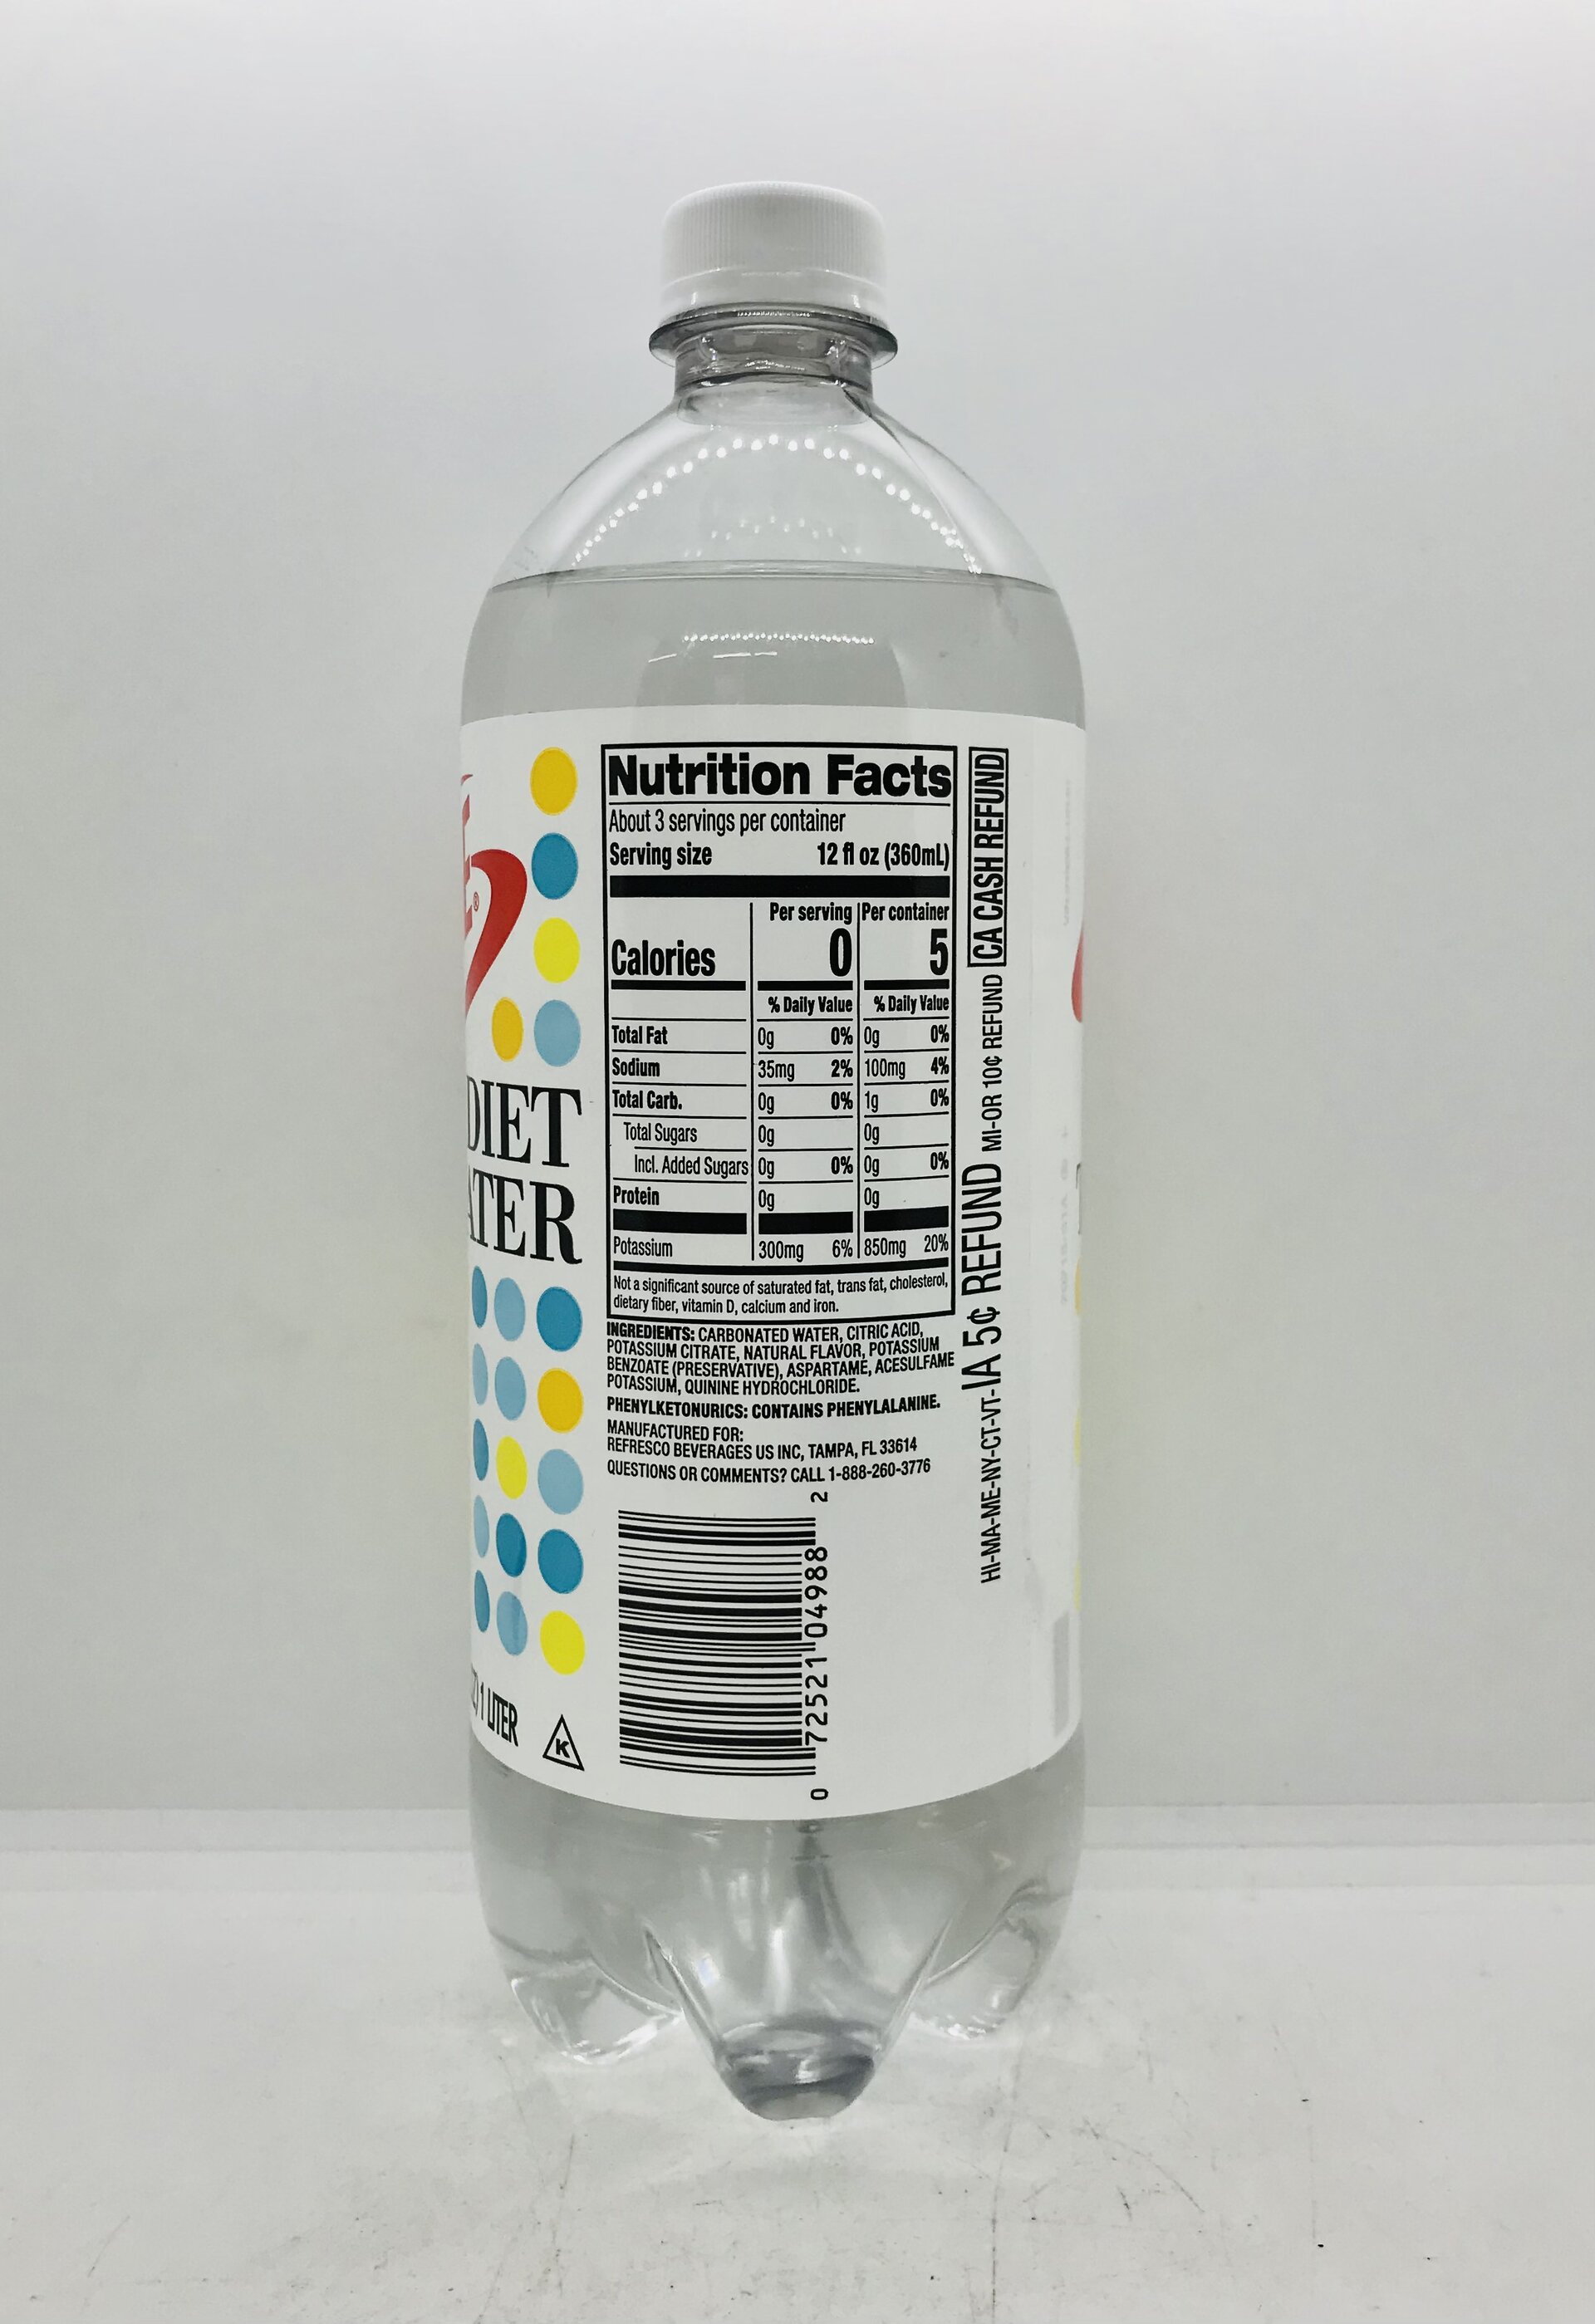 DIET
1 LITER
K
Nutrition Facts
About 3 servings per container
Serving size 12 fl oz (360mL)
Per serving Per container
Calories 0 5
% Daily Value % Daily Value
Total Fat 0g 0% 0g 0%
Sodium 35mg 2% 100mg 4%
Total Carb. 0g 0% 1g 0%
Total Sugars 0g 0g
Incl. Added Sugars 0g 0% 0g 0%
Protein 0g 0g
Potassium 300mg 6% 850mg 20%
Not a significant source of saturated fat, trans fat, cholesterol,
dietary fiber, vitamin D, calcium and iron.
INGREDIENTS: CARBONATED WATER, CITRIC ACID,
POTASSIUM CITRATE, NATURAL FLAVOR, POTASSIUM
BENZOATE (PRESERVATIVE), ASPARTAME, ACESULFAME
POTASSIUM, QUININE HYDROCHLORIDE.
PHENYLKETONURICS: CONTAINS PHENYLALANINE.
MANUFACTURED FOR:
REFRESCO BEVERAGES US INC, TAMPA, FL 33614
QUESTIONS OR COMMENTS? CALL 1-888-260-3776
0 72521 04988 2
HI-MA-ME-NY-CT-VT-IA 5¢ REFUND MI-OR 10¢ REFUND CA CASH REFUND